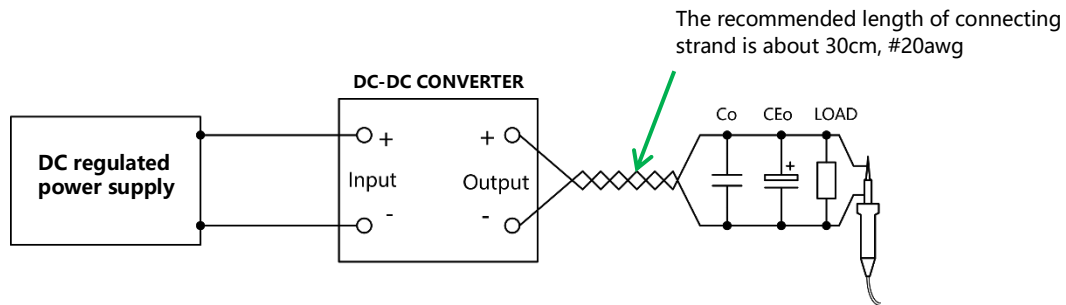 The recommended length of connecting
strand is about 30cm, #20awg
DC-DC CONVERTER
DC regulated
power supply
+
Input
-
+
Output
-
Co CEo LOAD
+